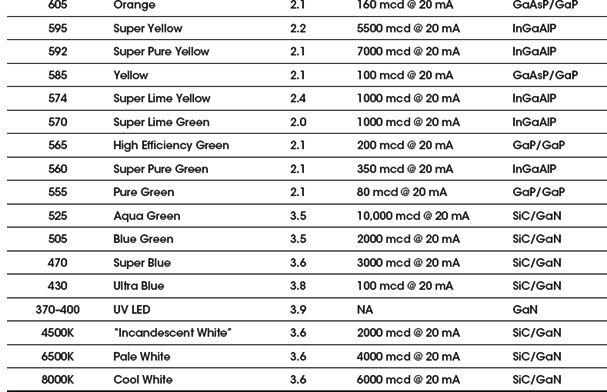 605 Orange 2.1 160 mcd @ 20 mA GaAsP/GaP
595 Super Yellow 2.2 5500 mcd @ 20 mA InGaAlP
592 Super Pure Yellow 2.1 7000 mcd @ 20 mA InGaAlP
585 Yellow 2.1 100 mcd @ 20 mA GaAsP/GaP
574 Super Lime Yellow 2.4 1000 mcd @ 20 mA InGaAlP
570 Super Lime Green 2.0 1000 mcd @ 20 mA InGaAlP
565 High Efficiency Green 2.1 200 mcd @ 20 mA GaP/GaP
560 Super Pure Green 2.1 350 mcd @ 20 mA InGaAlP
555 Pure Green 2.1 80 mcd @ 20 mA GaP/GaP
525 Aqua Green 3.5 10,000 mcd @ 20 mA SiC/GaN
505 Blue Green 3.5 2000 mcd @ 20 mA SiC/GaN
470 Super Blue 3.6 3000 mcd @ 20 mA SiC/GaN
430 Ultra Blue 3.8 100 mcd @ 20 mA SiC/GaN
370–400 UV LED 3.9 NA GaN
4500K “Incandescent White” 3.6 2000 mcd @ 20 mA SiC/GaN
6500K Pale White 3.6 4000 mcd @ 20 mA SiC/GaN
8000K Cool White 3.6 6000 mcd @ 20 mA SiC/GaN